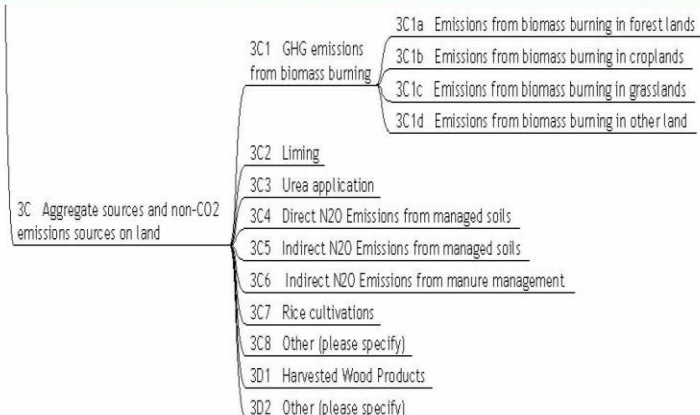 3C1a Emissions from biomass burning in forest lands
3C1 GHG emissions
from biomass burning
3C1b Emissions from biomass burning in croplands
3C1c Emissions from biomass burning in grasslands
3C1d Emissions from biomass burning in other land
3C2 Liming
3C3 Urea application
3C Aggregate sources and non-CO2
emissions sources on land
3C4 Direct N2O Emissions from managed soils
3C5 Indirect N2O Emissions from managed soils
3C6 Indirect N2O Emissions from manure management
3C7 Rice cultivations
3C8 Other (please specify)
3D1 Harvested Wood Products
3D2 Other (please specify)